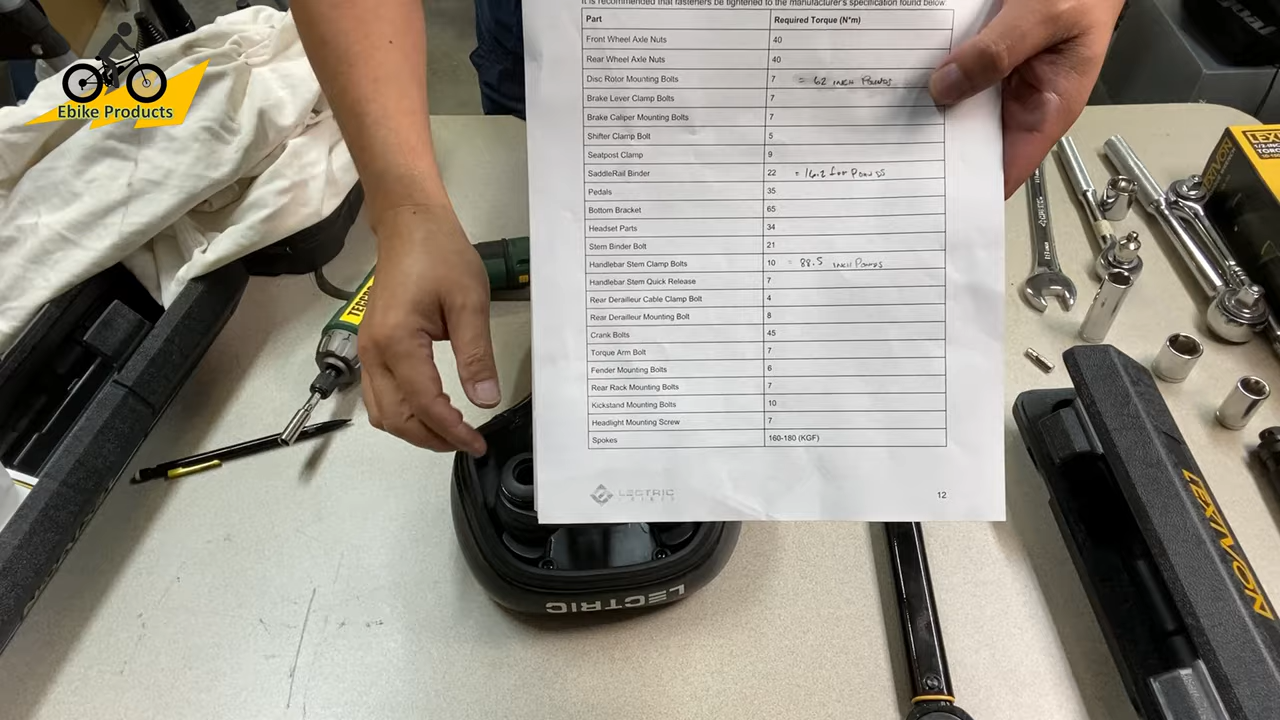 It is recommended that fasteners be tightened to the manufacturer's specification found below
Part Required Torque (N*m)
Front Wheel Axle Nuts 40
Rear Wheel Axle Nuts 40
Disc Rotor Mounting Bolts 7 = 62 inch Pounds
Brake Lever Clamp Bolts 7
Brake Caliper Mounting Bolts 7
Shifter Clamp Bolt 5
Seatpost Clamp 9
SaddleRail Binder 22 = 16.2 foot Pounds
Pedals 35
Bottom Bracket 65
Headset Parts 34
Stem Binder Bolt 21
Handlebar Stem Clamp Bolts 10 = 88.5 inch Pounds
Handlebar Stem Quick Release 7
Rear Derailleur Cable Clamp Bolt 4
Rear Derailleur Mounting Bolt 8
Crank Bolts 45
Torque Arm Bolt 7
Fender Mounting Bolts 6
Rear Rack Mounting Bolts 7
Kickstand Mounting Bolts 10
Headlight Mounting Screw 7
Spokes 160-180 (KGF)
LECTRIC
12
Ebike Products
LECTRIC
LEXIVON